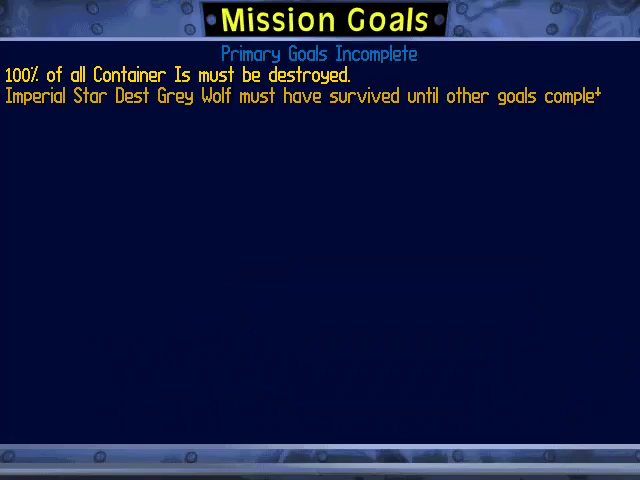 Mission Goals
Primary Goals Incomplete
100% of all Container Is must be destroyed.
Imperial Star Dest Grey Wolf must have survived until other goals complet